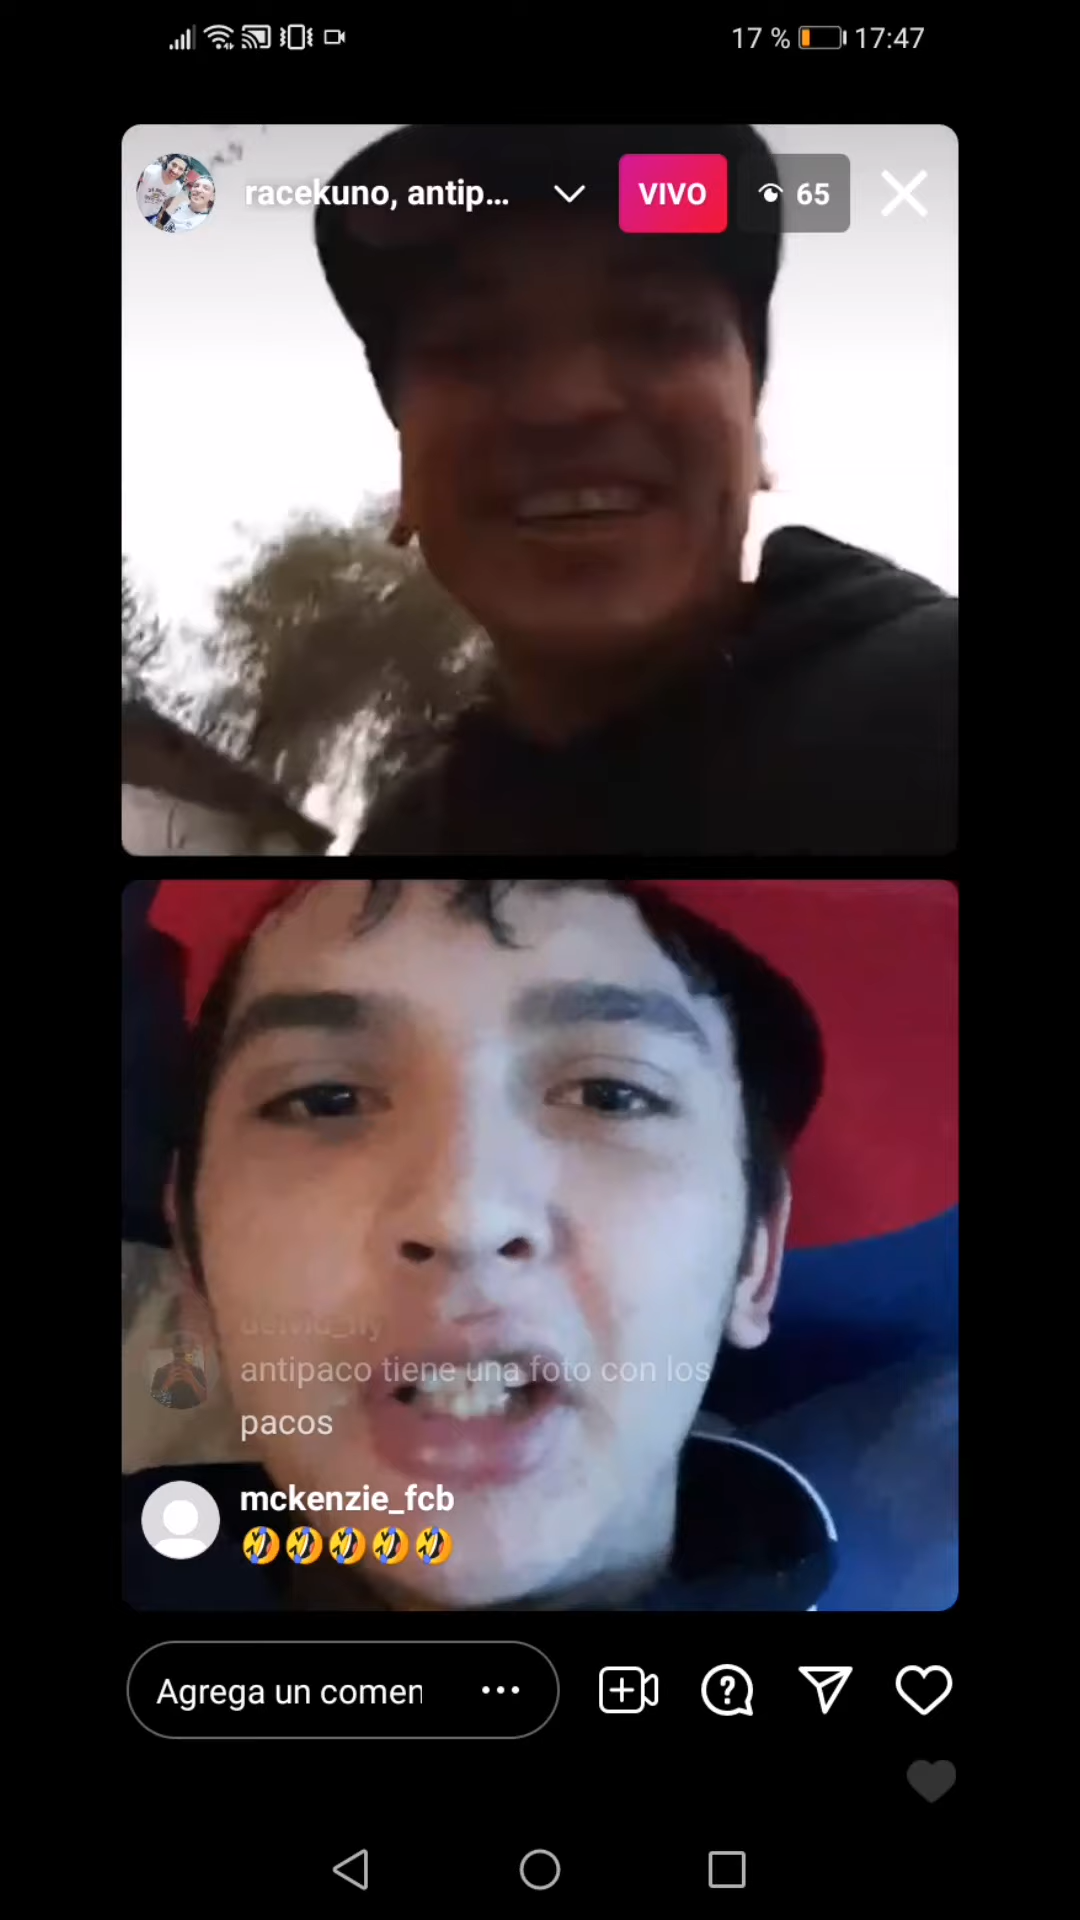 17 % 17:47
racekuno, antip...
VIVO
65
antipaco tiene una foto con los
pacos
mckenzie_fcb
🤣🤣🤣🤣🤣
Agrega un comen